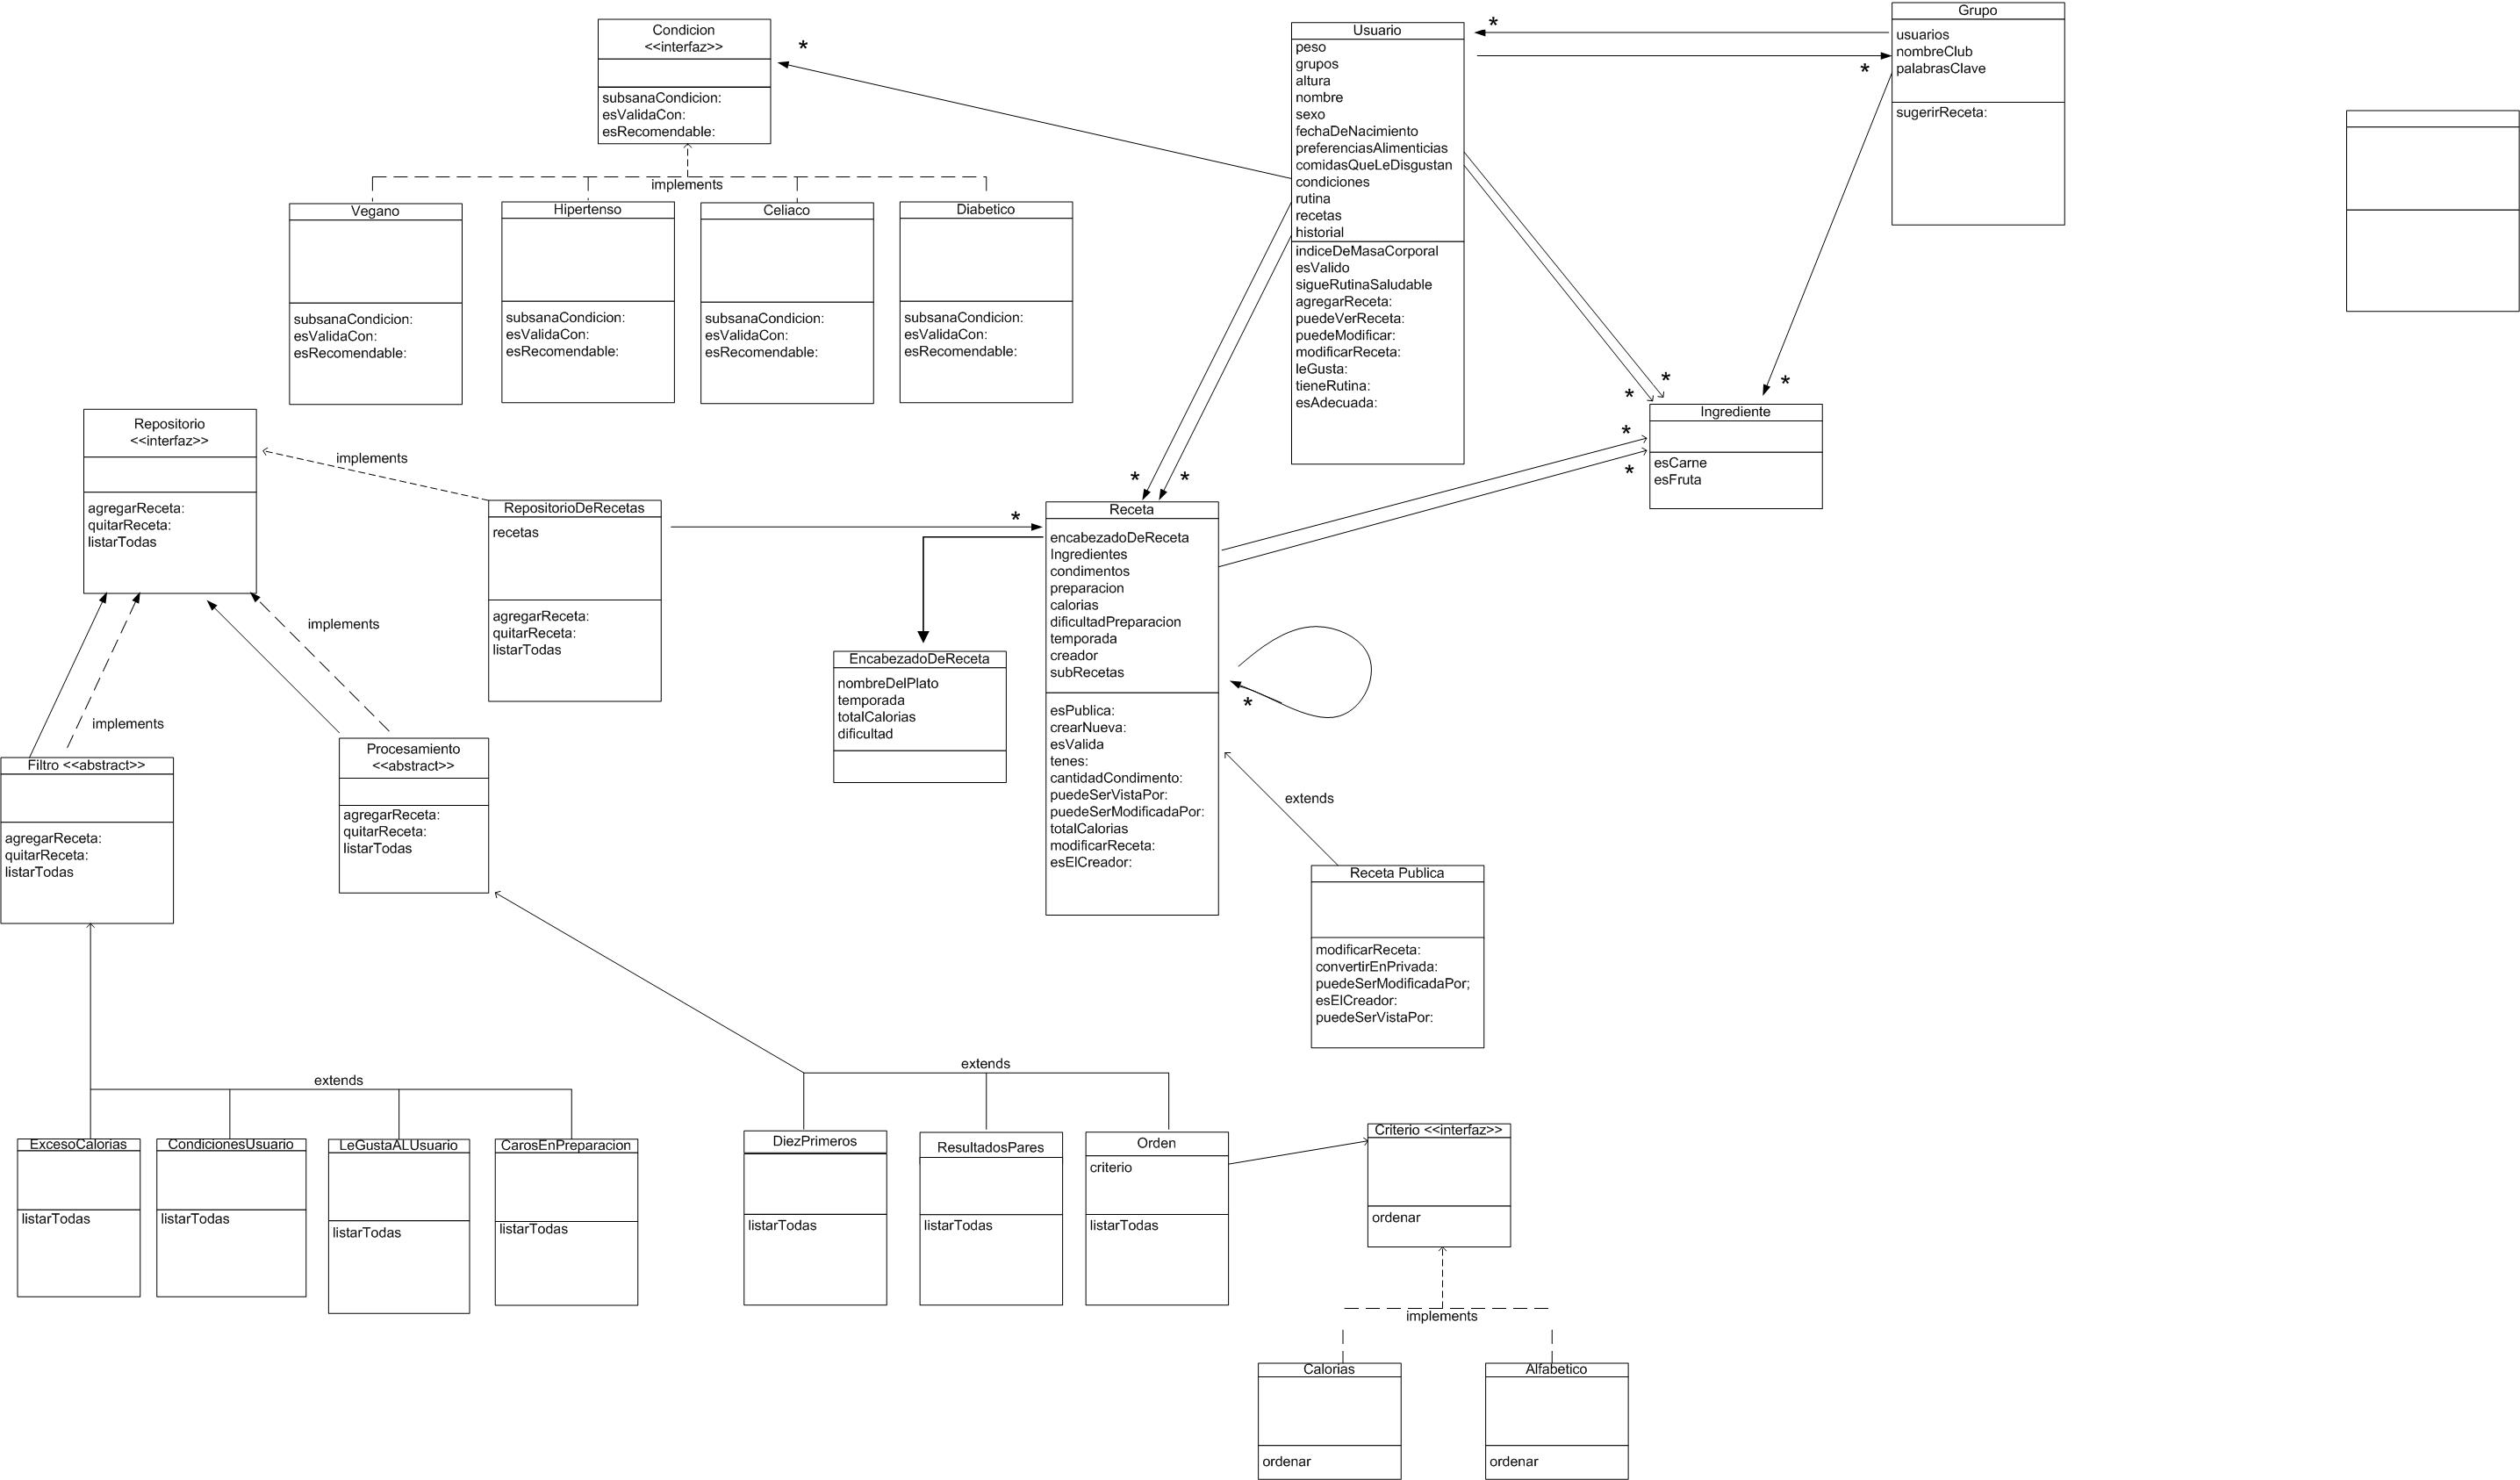 Condicion
<<interfaz>>
subsanaCondicion:
esValidaCon:
esRecomendable:
*
implements
Vegano
subsanaCondicion:
esValidaCon:
esRecomendable:
Hipertenso
subsanaCondicion:
esValidaCon:
esRecomendable:
Celiaco
subsanaCondicion:
esValidaCon:
esRecomendable:
Diabetico
subsanaCondicion:
esValidaCon:
esRecomendable:
Usuario
peso
grupos
altura
nombre
sexo
fechaDeNacimiento
preferenciasAlimenticias
comidasQueLeDisgustan
condiciones
rutina
recetas
historial
indiceDeMasaCorporal
esValido
sigueRutinaSaludable
agregarReceta:
puedeVerReceta:
puedeModificar:
modificarReceta:
leGusta:
tieneRutina:
esAdecuada:
*
*
Grupo
usuarios
nombreClub
palabrasClave
sugerirReceta:
*
*
*
Ingrediente
esCarne
esFruta
*
*
*
*
Repositorio
<<interfaz>>
agregarReceta:
quitarReceta:
listarTodas
implements
RepositorioDeRecetas
recetas
agregarReceta:
quitarReceta:
listarTodas
*
Receta
encabezadoDeReceta
Ingredientes
condimentos
preparacion
calorias
dificultadPreparacion
temporada
creador
subRecetas
esPublica:
crearNueva:
esValida
tenes:
cantidadCondimento:
puedeSerVistaPor:
puedeSerModificadaPor:
totalCalorias
modificarReceta:
esElCreador:
*
EncabezadoDeReceta
nombreDelPlato
temporada
totalCalorias
dificultad
extends
Receta Publica
modificarReceta:
convertirEnPrivada:
puedeSerModificadaPor;
esElCreador:
puedeSerVistaPor:
implements
implements
Filtro <<abstract>>
agregarReceta:
quitarReceta:
listarTodas
Procesamiento
<<abstract>>
agregarReceta:
quitarReceta:
listarTodas
extends
ExcesoCalorias
listarTodas
CondicionesUsuario
listarTodas
LeGustaALUsuario
listarTodas
CarosEnPreparacion
listarTodas
extends
DiezPrimeros
listarTodas
ResultadosPares
listarTodas
Orden
criterio
listarTodas
Criterio <<interfaz>>
ordenar
implements
Calorias
ordenar
Alfabetico
ordenar